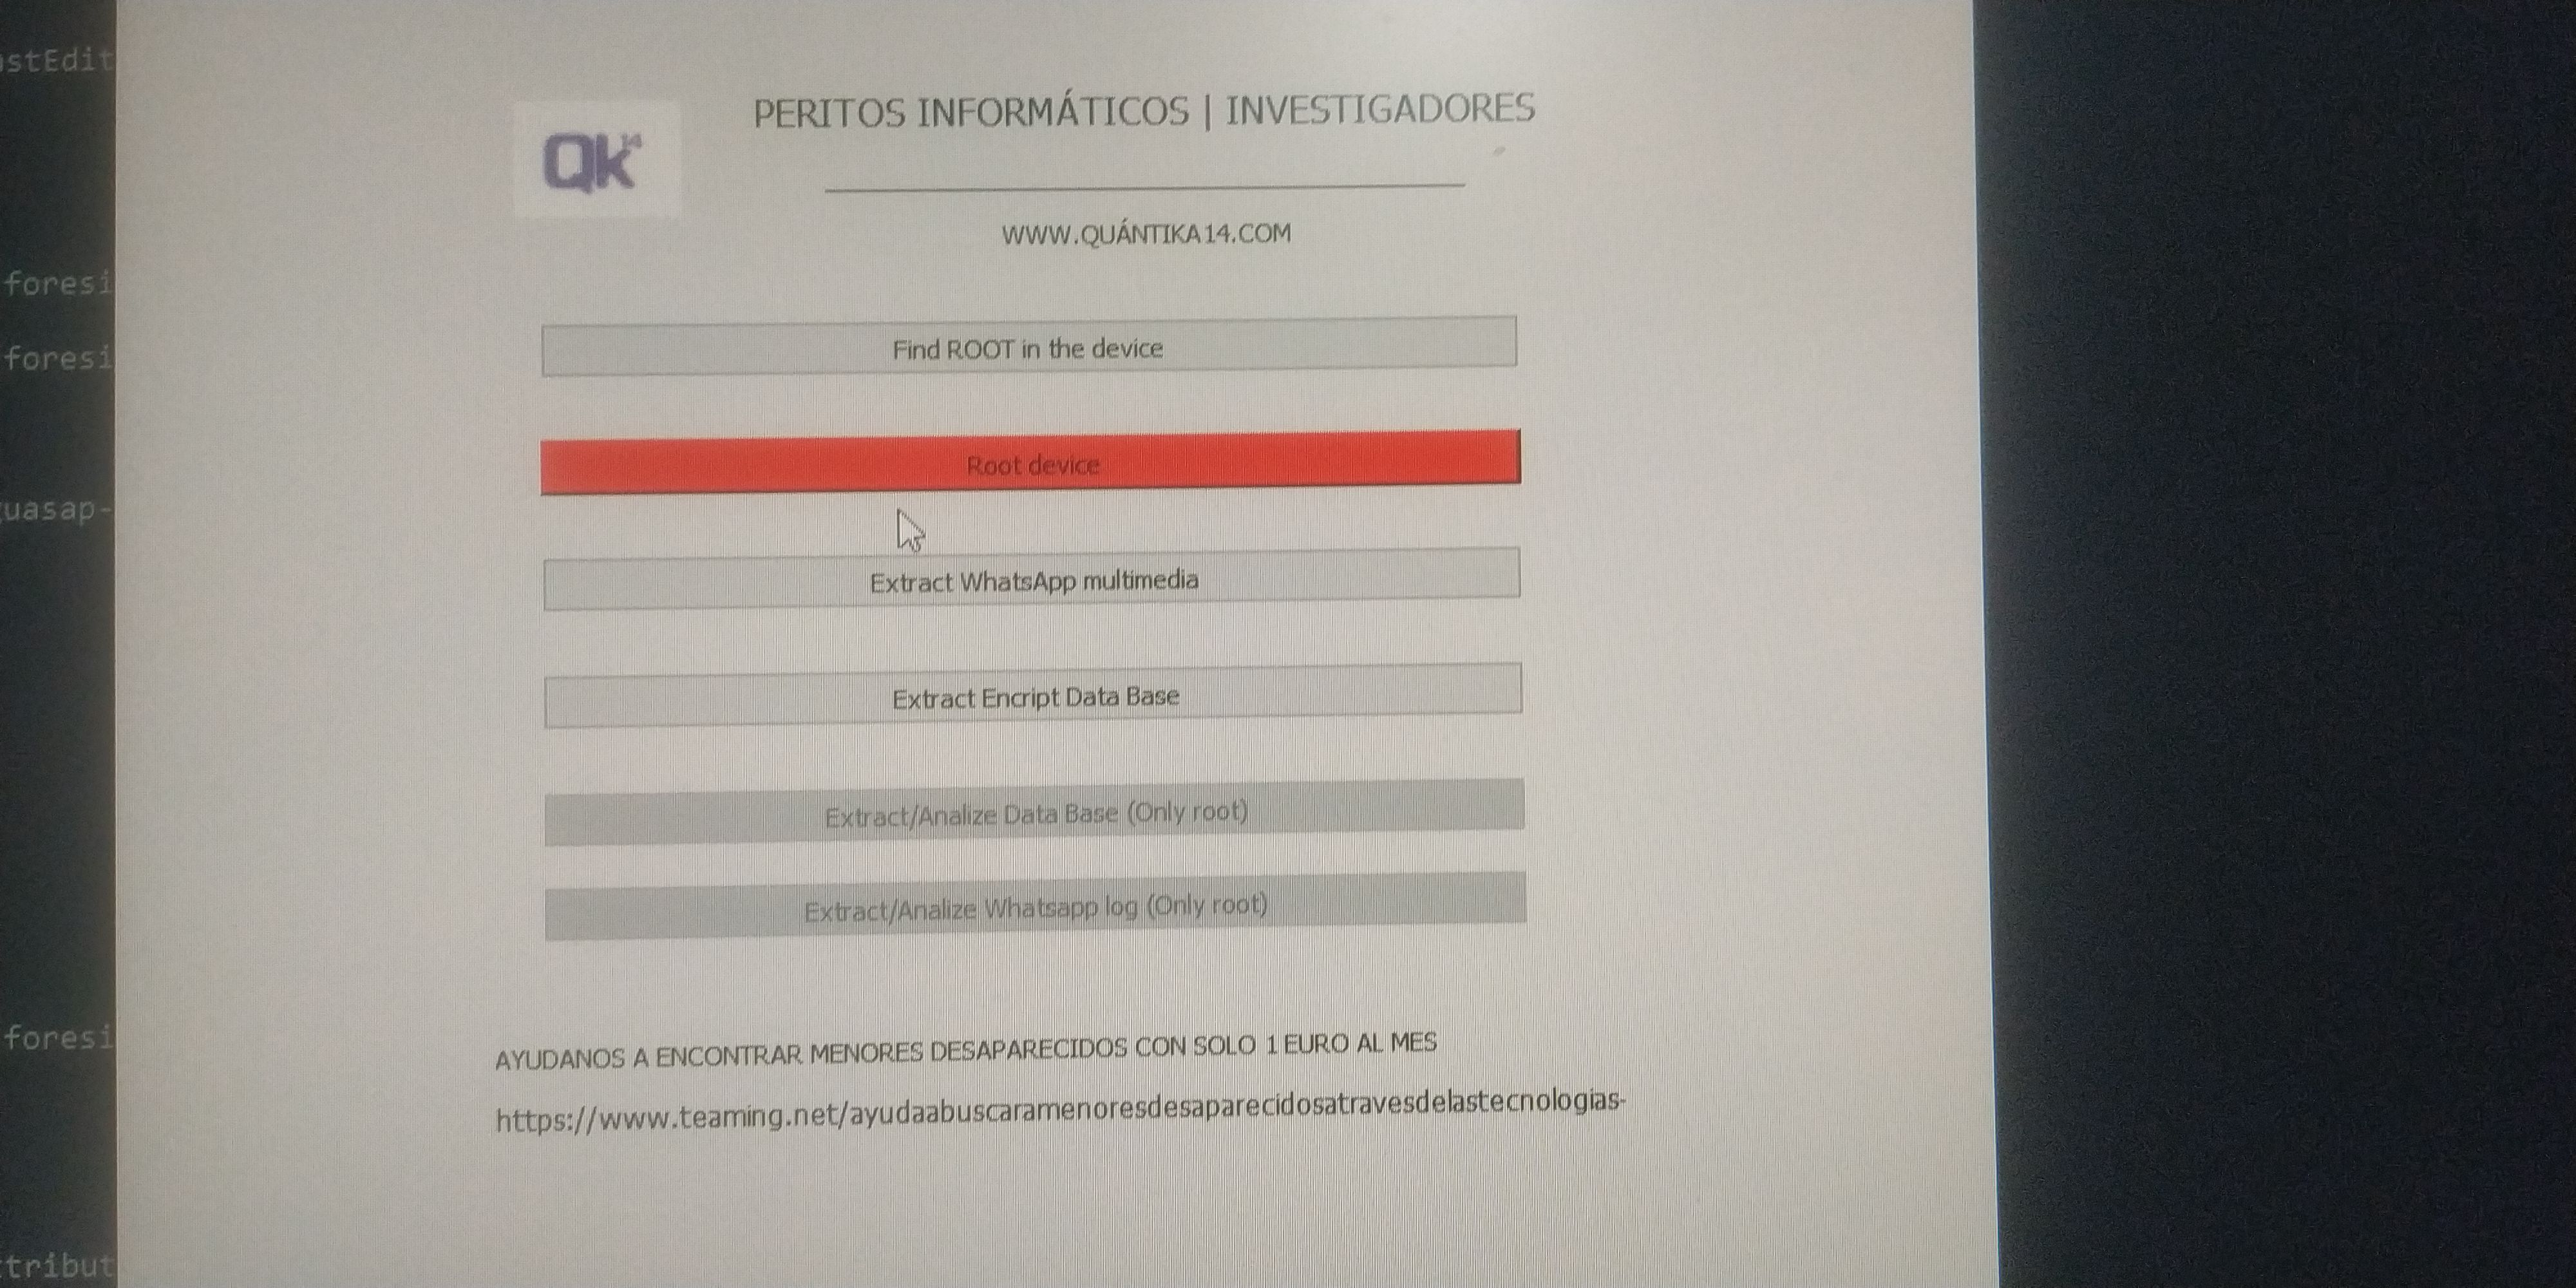 stEdit
PERITOS INFORMÁTICOS | INVESTIGADORES
Qk14
WWW.QUÁNTIKA14.COM
foresi
Find ROOT in the device
foresi
Root device
uasap-
Extract WhatsApp multimedia
Extract Encript Data Base
Extract/Analize Data Base (Only root)
Extract/Analize Whatsapp log (Only root)
foresi
AYUDANOS A ENCONTRAR MENORES DESAPARECIDOS CON SOLO 1 EURO AL MES
https://www.teaming.net/ayudaabuscaramenoresdesaparecidosatravesdelastecnologias-
tribut